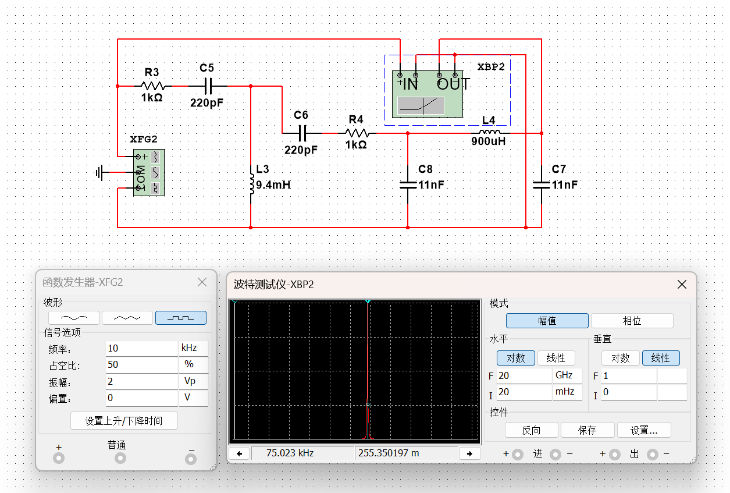 XBP2
IN
OUT
R3
1kΩ
C5
220pF
C6
220pF
R4
1kΩ
L4
900uH
XFG2
COM
L3
9.4mH
C8
11nF
C7
11nF
函数发生器-XFG2
波形
信号选项
频率: 10 kHz
占空比: 50 %
振幅: 2 Vp
偏置: 0 V
设置上升/下降时间
+ 普通 −
波特测试仪-XBP2
75.023 kHz 255.350197 m
模式
幅值 相位
水平 垂直
对数 线性 对数 线性
F 20 GHz F 1
I 20 mHz I 0
控件
反向 保存 设置...
+ 进 − + 出 −